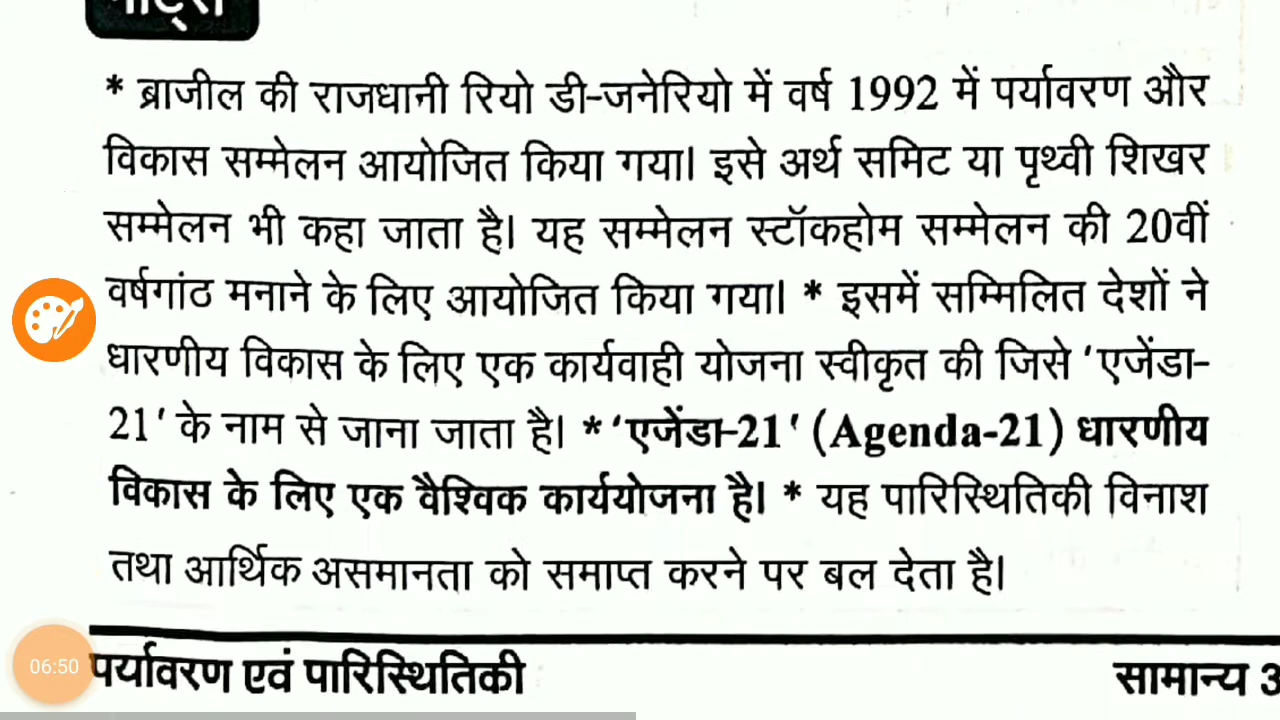 नोट्स
* ब्राजील की राजधानी रियो डी-जनेरियो में वर्ष 1992 में पर्यावरण और
विकास सम्मेलन आयोजित किया गया। इसे अर्थ समिट या पृथ्वी शिखर
सम्मेलन भी कहा जाता है। यह सम्मेलन स्टॉकहोम सम्मेलन की 20वीं
वर्षगांठ मनाने के लिए आयोजित किया गया। * इसमें सम्मिलित देशों ने
धारणीय विकास के लिए एक कार्यवाही योजना स्वीकृत की जिसे 'एजेंडा-
21' के नाम से जाना जाता है। * 'एजेंडा-21' (Agenda-21) धारणीय
विकास के लिए एक वैश्विक कार्ययोजना है। * यह पारिस्थितिकी विनाश
तथा आर्थिक असमानता को समाप्त करने पर बल देता है।
06:50
पर्यावरण एवं पारिस्थितिकी
सामान्य